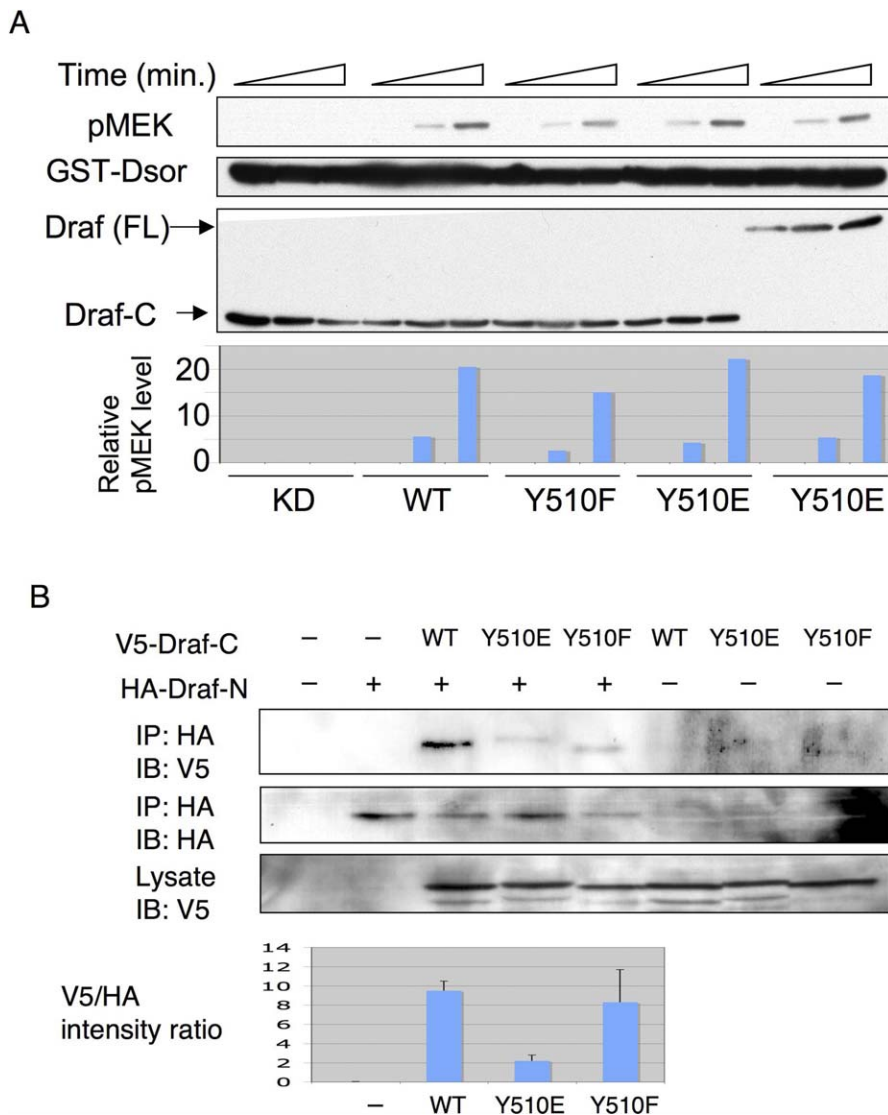 A
Time (min.)
pMEK
GST-Dsor
Draf (FL)
Draf-C
Relative
pMEK level
20
10
0
KD WT Y510F Y510E Y510E
B
V5-Draf-C – – WT Y510E Y510F WT Y510E Y510F
HA-Draf-N – + + + + – – –
IP: HA
IB: V5
IP: HA
IB: HA
Lysate
IB: V5
V5/HA
intensity ratio
14
12
10
8
6
4
2
0
– WT Y510E Y510F